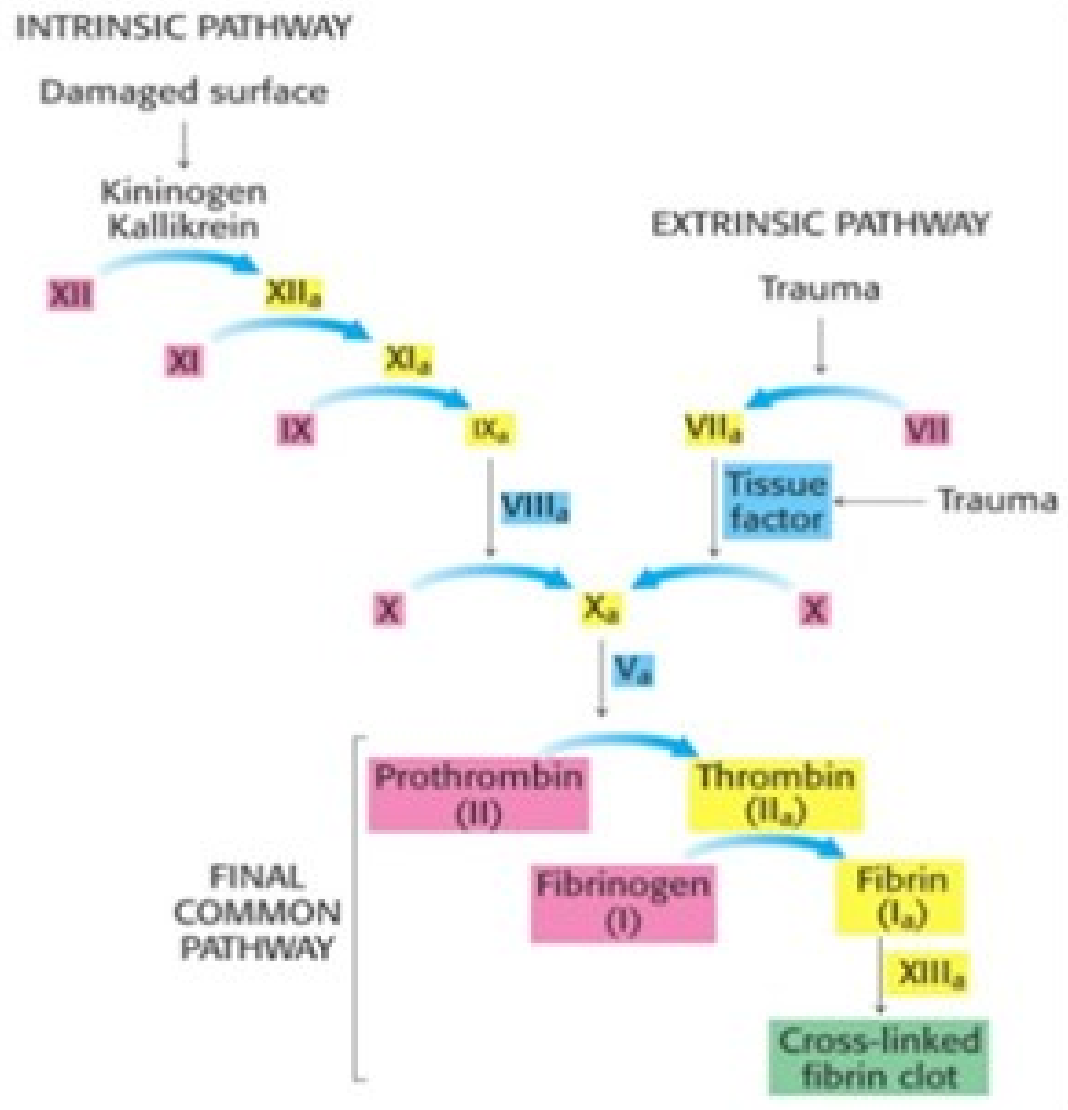 INTRINSIC PATHWAY
Damaged surface
Kininogen
Kallikrein
EXTRINSIC PATHWAY
Trauma
XII
XIIa
XI
XIa
IX
IXa
VIIa
VII
VIIIa
Tissue
factor
Trauma
X
Xa
X
Va
Prothrombin
(II)
Thrombin
(IIa)
Fibrinogen
(I)
Fibrin
(Ia)
FINAL
COMMON
PATHWAY
XIIIa
Cross-linked
fibrin clot